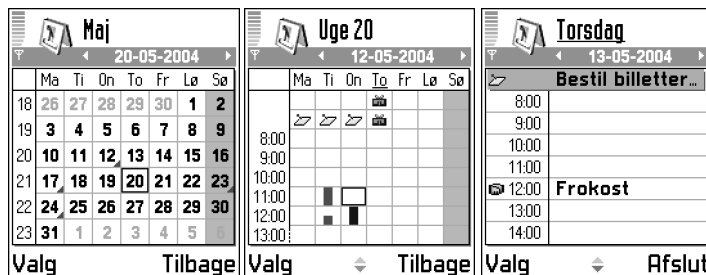 Maj
20-05-2004
Ma Ti On To Fr Lø Sø
18 26 27 28 29 30 1 2
19 3 4 5 6 7 8 9
20 10 11 12 13 14 15 16
21 17 18 19 20 21 22 23
22 24 25 26 27 28 29 30
23 31 1 2 3 4 5 6
Valg Tilbage
Uge 20
12-05-2004
Ma Ti On To Fr Lø Sø
8:00
9:00
10:00
11:00
12:00
13:00
Valg Tilbage
Torsdag
13-05-2004
Bestil billetter...
8:00
9:00
10:00
11:00
12:00 Frokost
13:00
14:00
Valg Afslut